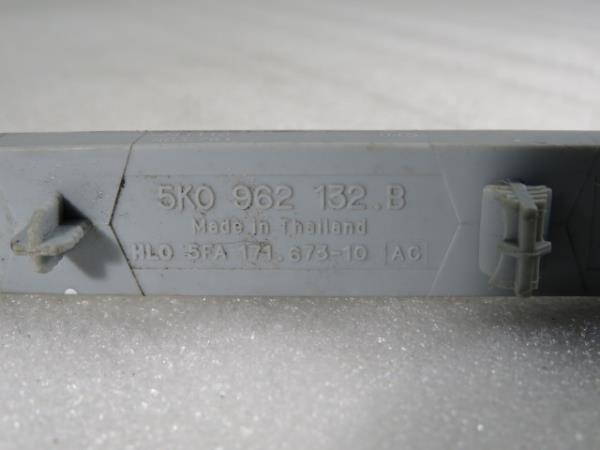 5K0 962 132.B
Made in Thailand
HLO 5FA 171.673-10 AC